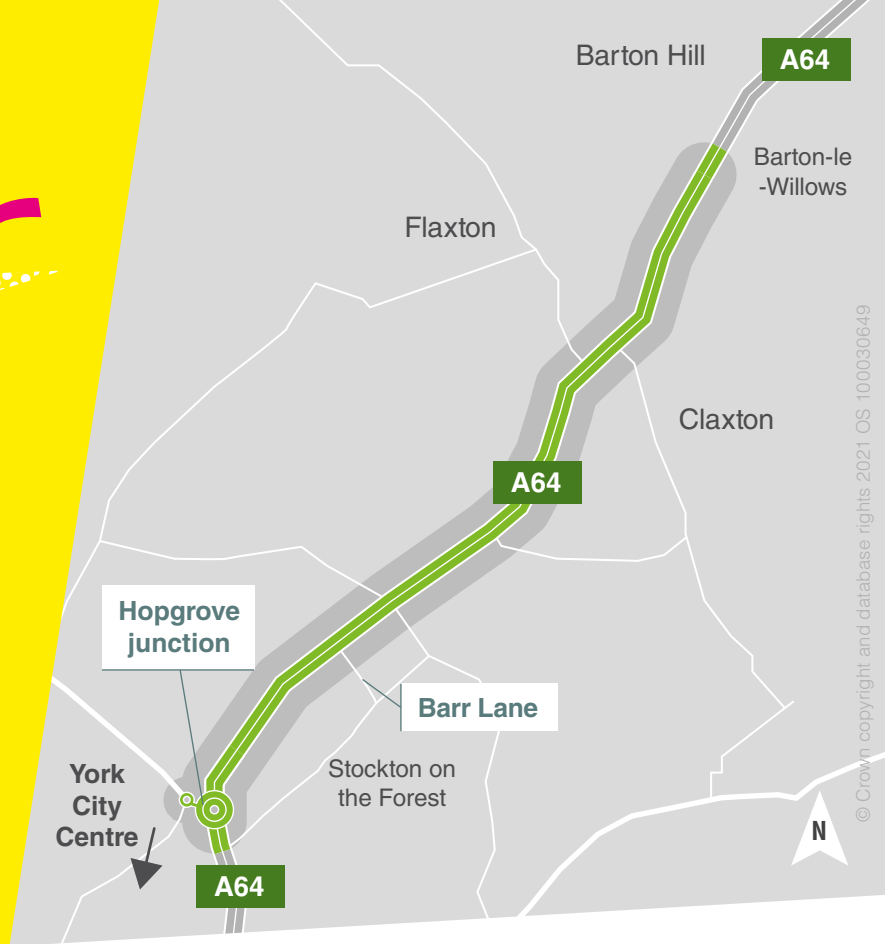 Barton Hill
A64
Barton-le
-Willows
Flaxton
Claxton
A64
Hopgrove
junction
Barr Lane
Stockton on
the Forest
York
City
Centre
N
A64
© Crown copyright and database rights 2021 OS 100030649